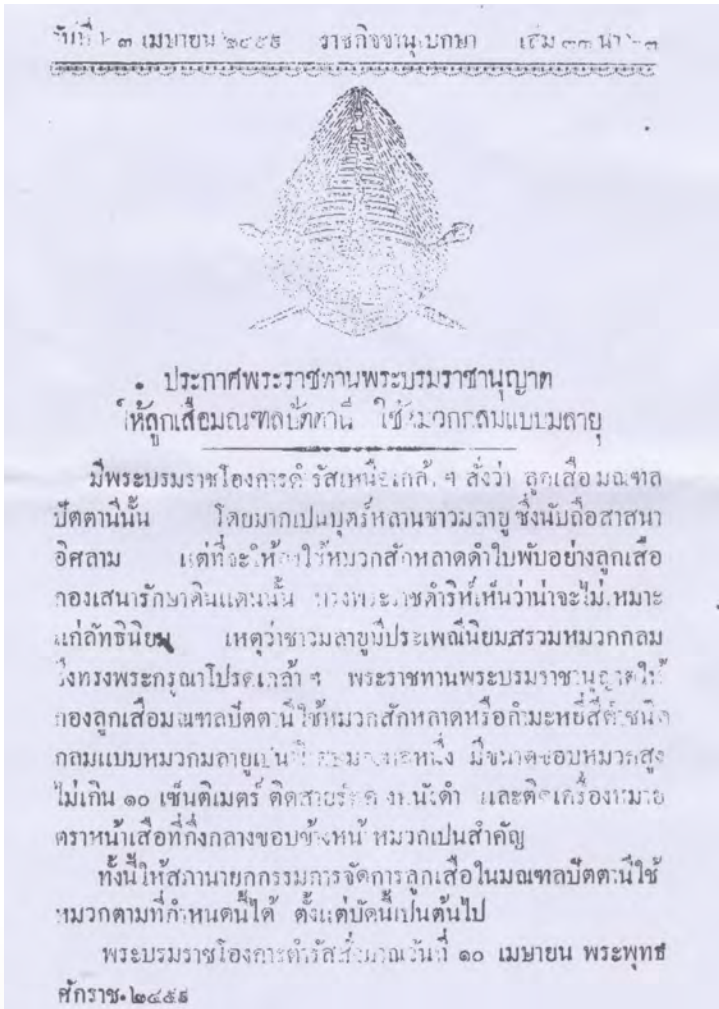 ๓ เมษายน ราชกิจจานุเบกษา เล่ม
ประกาศพระราชทานพระบรมราชานุญาต
ให้ลูกเสือมณฑลปัตตานี ใช้หมวกกลมแบบมลายู
มีพระบรมราชโองการดำรัสเหนือเกล้า ฯ สั่งว่า ลูกเสือมณฑล
ปัตตานีนั้น โดยมากเปนบุตร์หลานชาวมลายู ซึ่งนับถือสาสนา
อิศลาม แต่ที่จะให้ ใช้หมวกสักหลาดดำใบพับอย่างลูกเสือ
กองเสนารักษาดินแดนนั้น ทรงพระราชดำริห์เห็นว่าน่าจะไม่เหมาะ
แก่ลัทธินิยม เหตุว่าชาวมลายูมีประเพณีนิยมสรวมหมวกกลม
จึงทรงพระกรุณาโปรดเกล้า ฯ พระราชทานพระบรมราชานุญาตให้
กองลูกเสือมณฑลปัตตานี ใช้หมวกสักหลาดหรือกำมะหยี่สีดำชนิด
กลมแบบหมวกมลายูเปน มีขนาดขอบหมวกสูง
ไม่เกิน ๑๐ เซ็นติเมตร์ ติดสายรัด หนังดำ และติดเครื่องหมาย
ตราหน้าเสือที่กึ่งกลางขอบข้างหน้าหมวกเปนสำคัญ
ทั้งนี้ให้สภานายกกรรมการจัดการลูกเสือในมณฑลปัตตานีใช้
หมวกตามที่กำหนดนี้ได้ ตั้งแต่บัดนี้เปนต้นไป
พระบรมราชโองการดำรัสสั่งมาณวันที่ ๑๐ เมษายน พระพุทธ
ศักราช